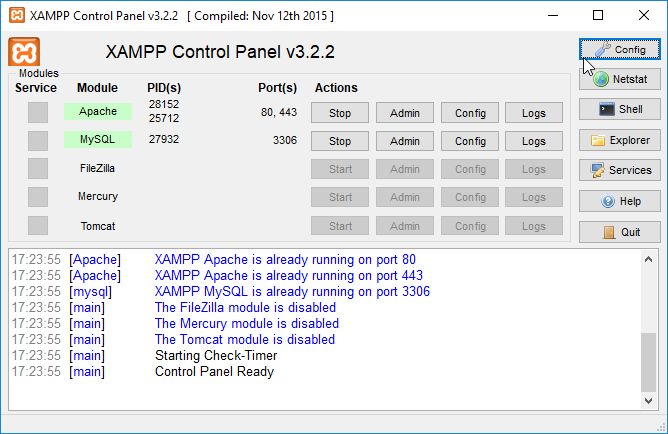 XAMPP Control Panel v3.2.2 [ Compiled: Nov 12th 2015 ]
XAMPP Control Panel v3.2.2
Config
Modules
Service Module PID(s) Port(s) Actions
Netstat
Apache 28152 25712 80, 443 Stop Admin Config Logs
Shell
MySQL 27932 3306 Stop Admin Config Logs
Explorer
FileZilla Start Admin Config Logs
Services
Mercury Start Admin Config Logs
Help
Tomcat Start Admin Config Logs
Quit
17:23:55 [Apache] XAMPP Apache is already running on port 80
17:23:55 [Apache] XAMPP Apache is already running on port 443
17:23:55 [mysql] XAMPP MySQL is already running on port 3306
17:23:55 [main] The FileZilla module is disabled
17:23:55 [main] The Mercury module is disabled
17:23:55 [main] The Tomcat module is disabled
17:23:55 [main] Starting Check-Timer
17:23:55 [main] Control Panel Ready